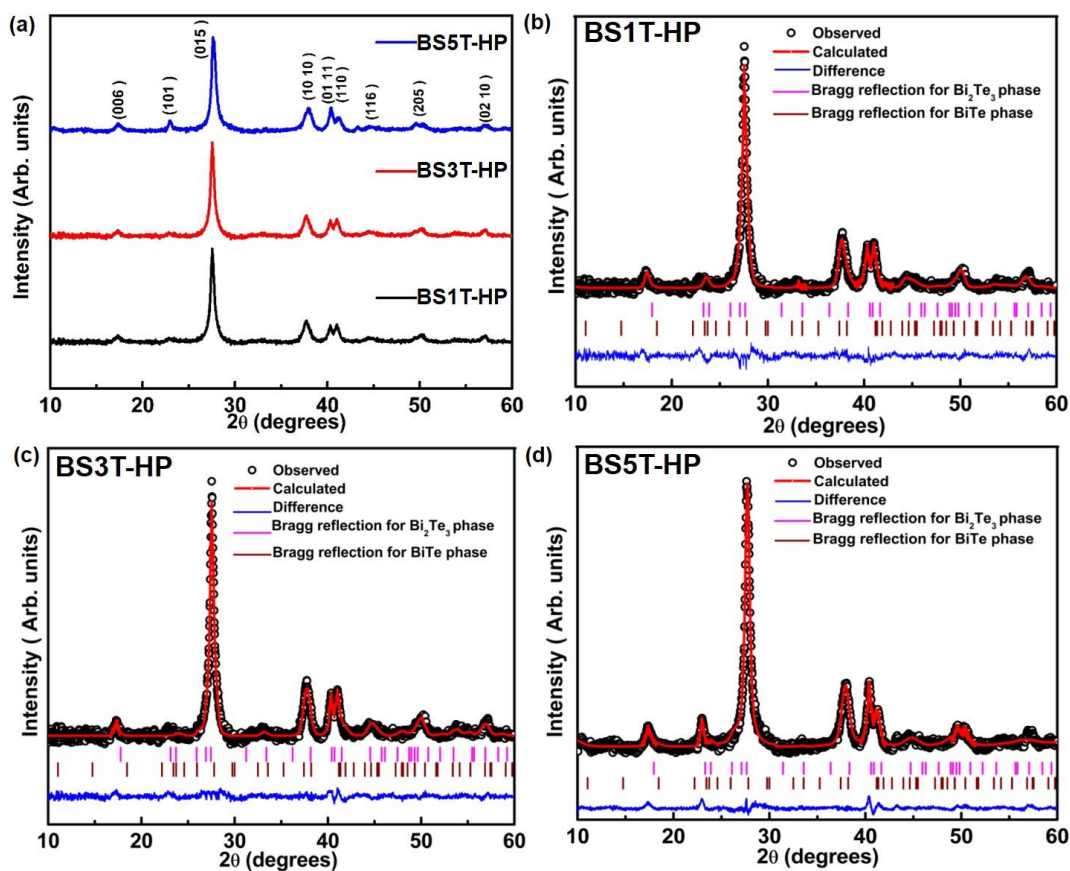 (a)
BS5T-HP
(006)
(101)
(015)
(10 10)
(01 11)
(110)
(116)
(205)
(02 10)
BS3T-HP
BS1T-HP
Intensity (Arb. units)
10 20 30 40 50 60
2θ (degrees)
(b)
BS1T-HP
Observed
Calculated
Difference
Bragg reflection for Bi₂Te₃ phase
Bragg reflection for BiTe phase
Intensity ( Arb. units)
10 20 30 40 50 60
2θ (degrees)
(c)
BS3T-HP
Observed
Calculated
Difference
Bragg reflection for Bi₂Te₃ phase
Bragg reflection for BiTe phase
Intensity ( Arb. units)
10 20 30 40 50 60
2θ (degrees)
(d)
BS5T-HP
Observed
Calculated
Difference
Bragg reflection for Bi₂Te₃ phase
Bragg reflection for BiTe phase
Intensity ( Arb. units)
10 20 30 40 50 60
2θ (degrees)